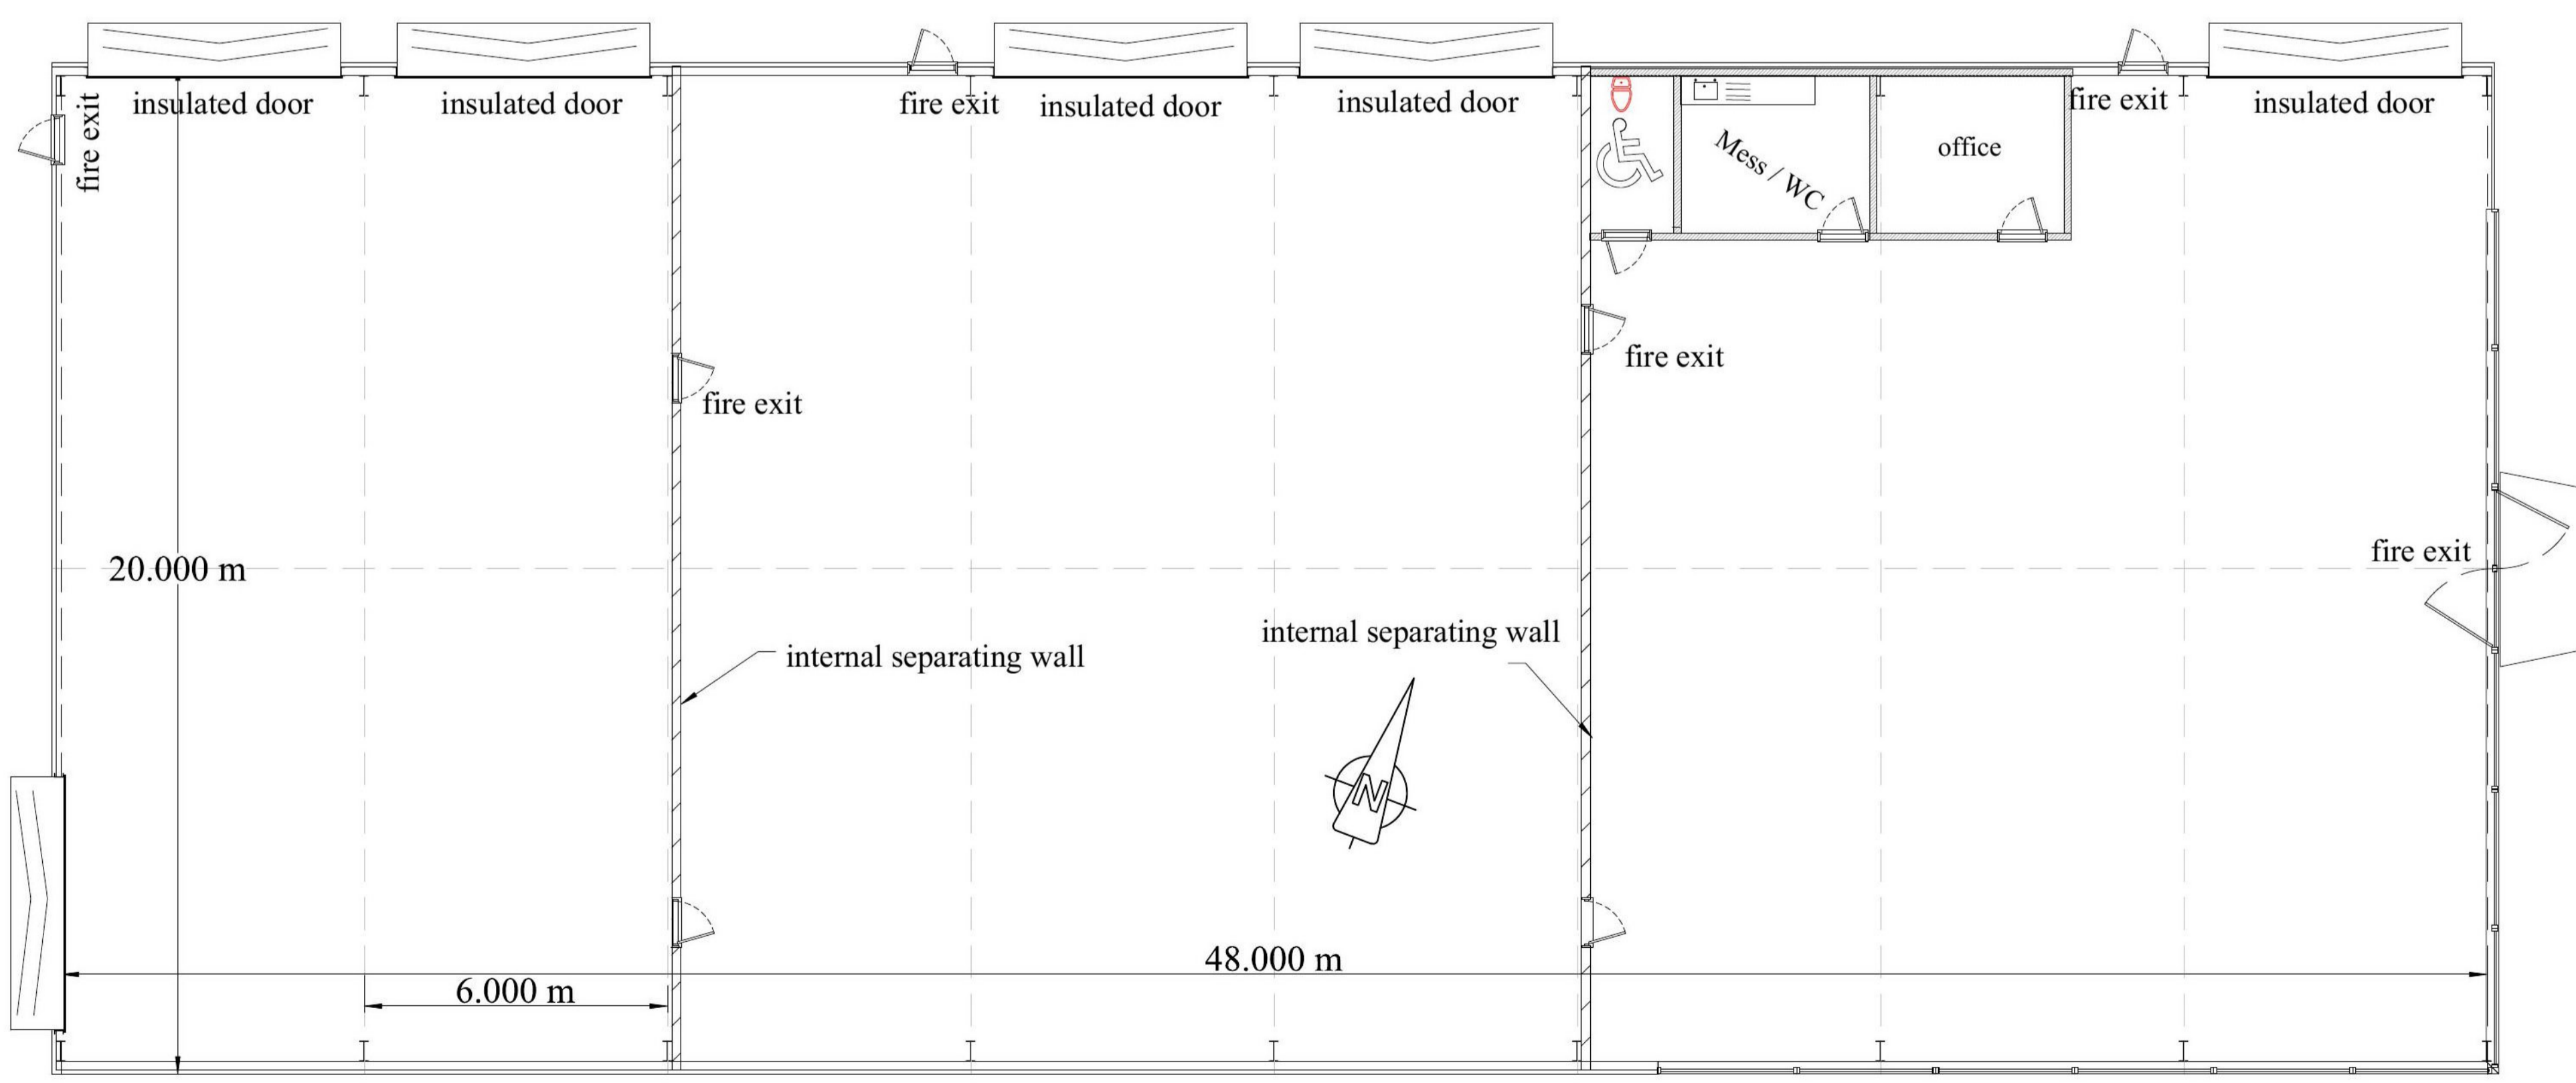 insulated door
insulated door
fire exit
insulated door
insulated door
fire exit
insulated door
fire exit
Mess / WC
office
fire exit
fire exit
fire exit
20.000 m
internal separating wall
internal separating wall
N
48.000 m
6.000 m